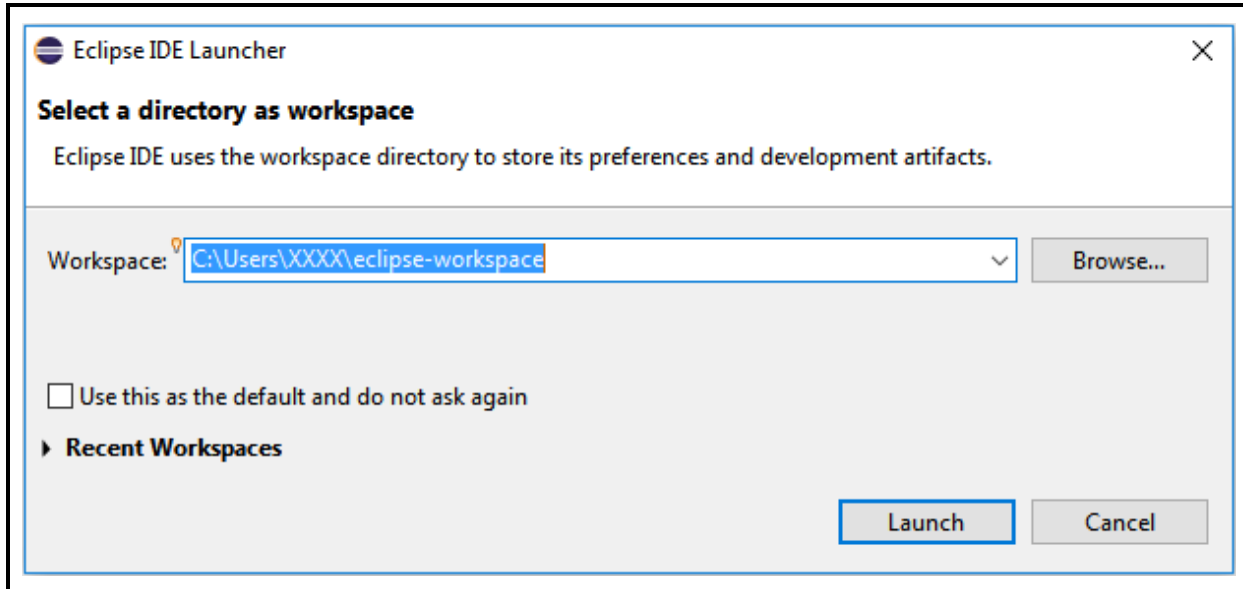 Eclipse IDE Launcher
Select a directory as workspace
Eclipse IDE uses the workspace directory to store its preferences and development artifacts.
Workspace: C:\Users\XXXX\eclipse-workspace Browse...
Use this as the default and do not ask again
Recent Workspaces
Launch Cancel